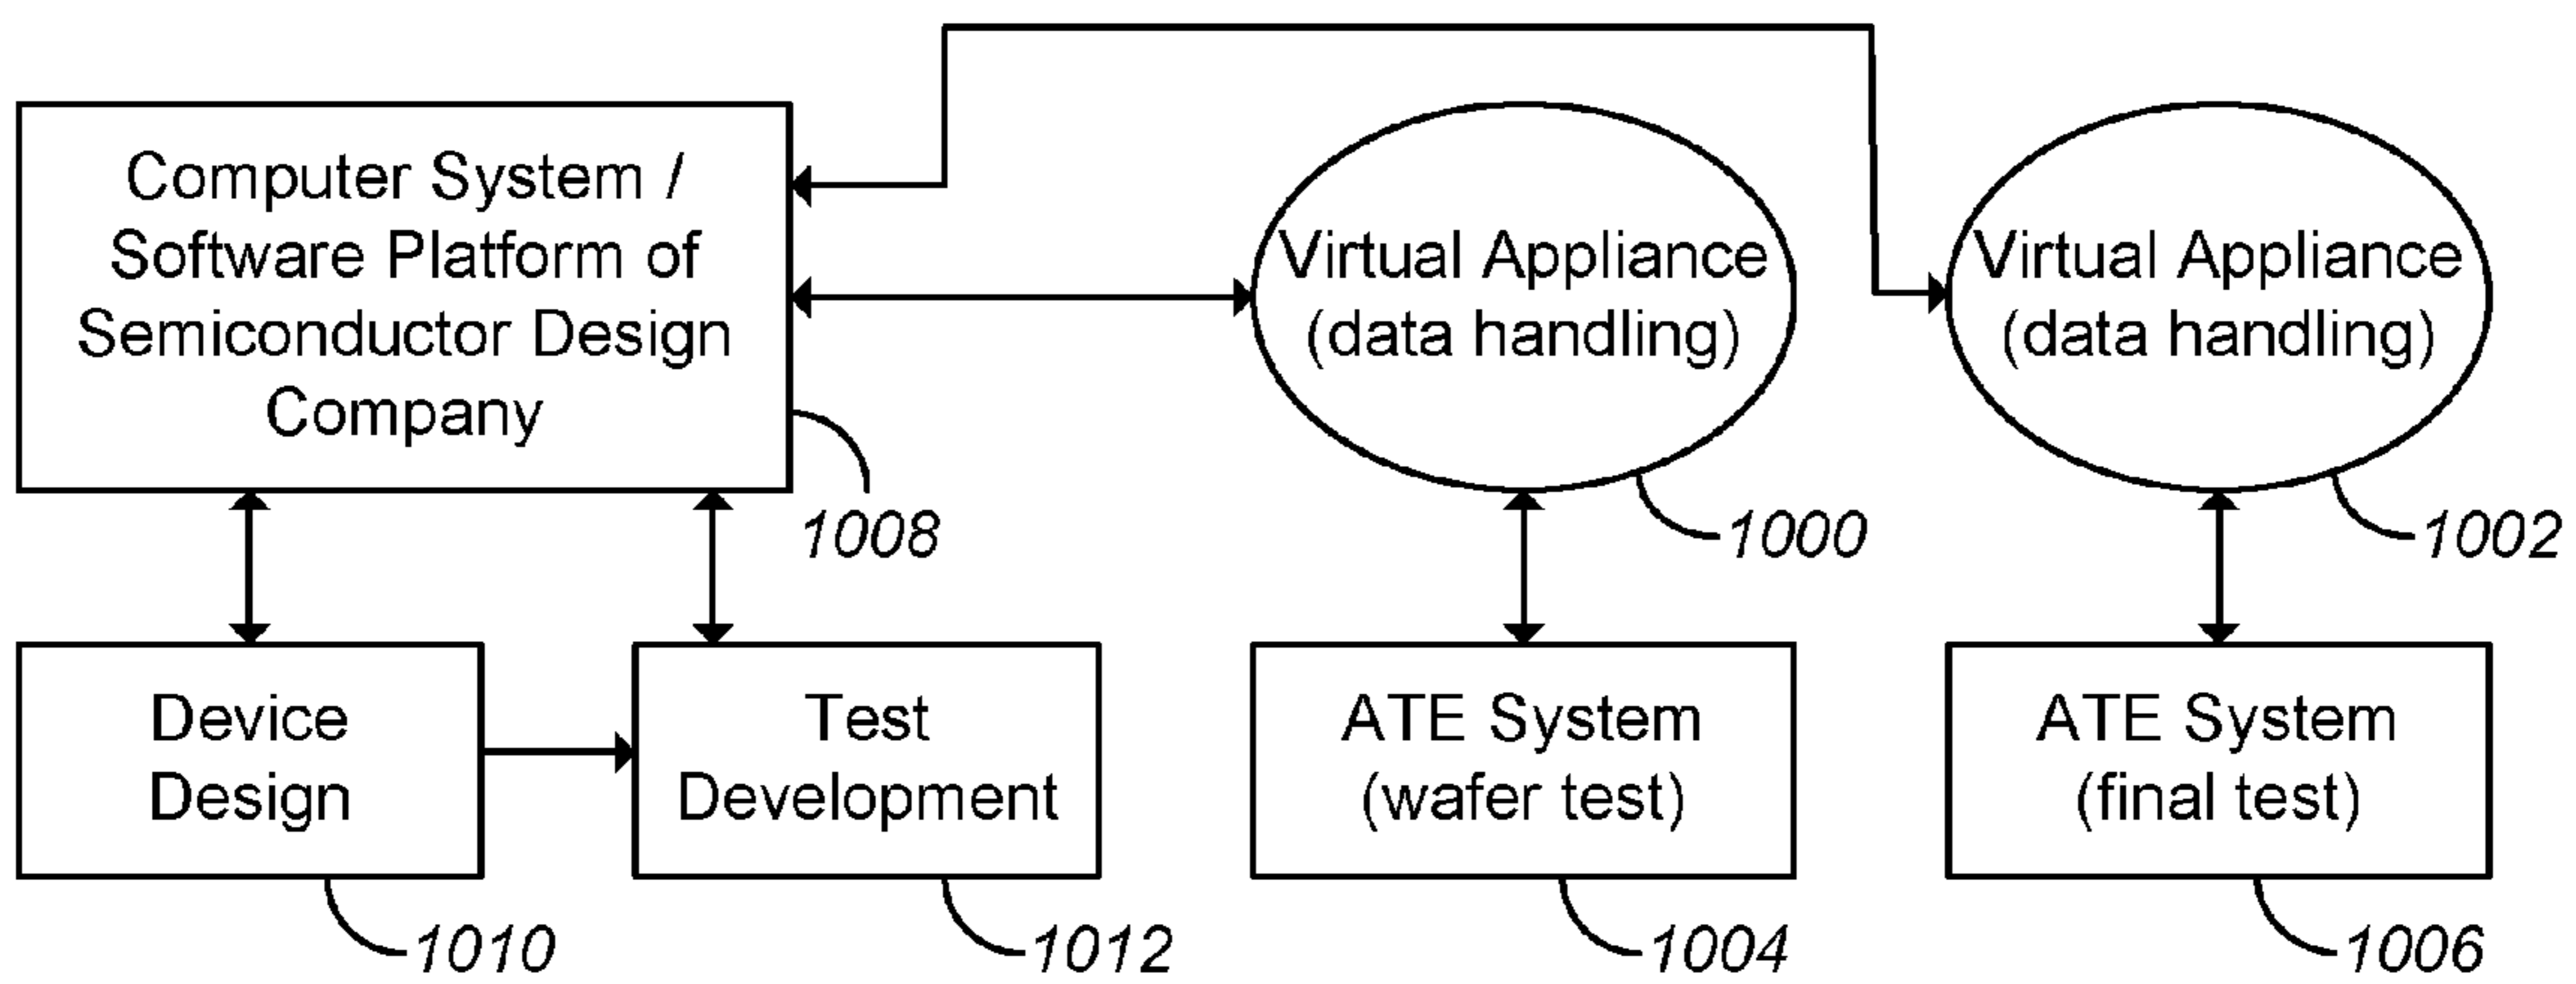 Computer System /
Software Platform of
Semiconductor Design
Company
1008
Virtual Appliance
(data handling)
1000
Virtual Appliance
(data handling)
1002
Device
Design
1010
Test
Development
1012
ATE System
(wafer test)
1004
ATE System
(final test)
1006